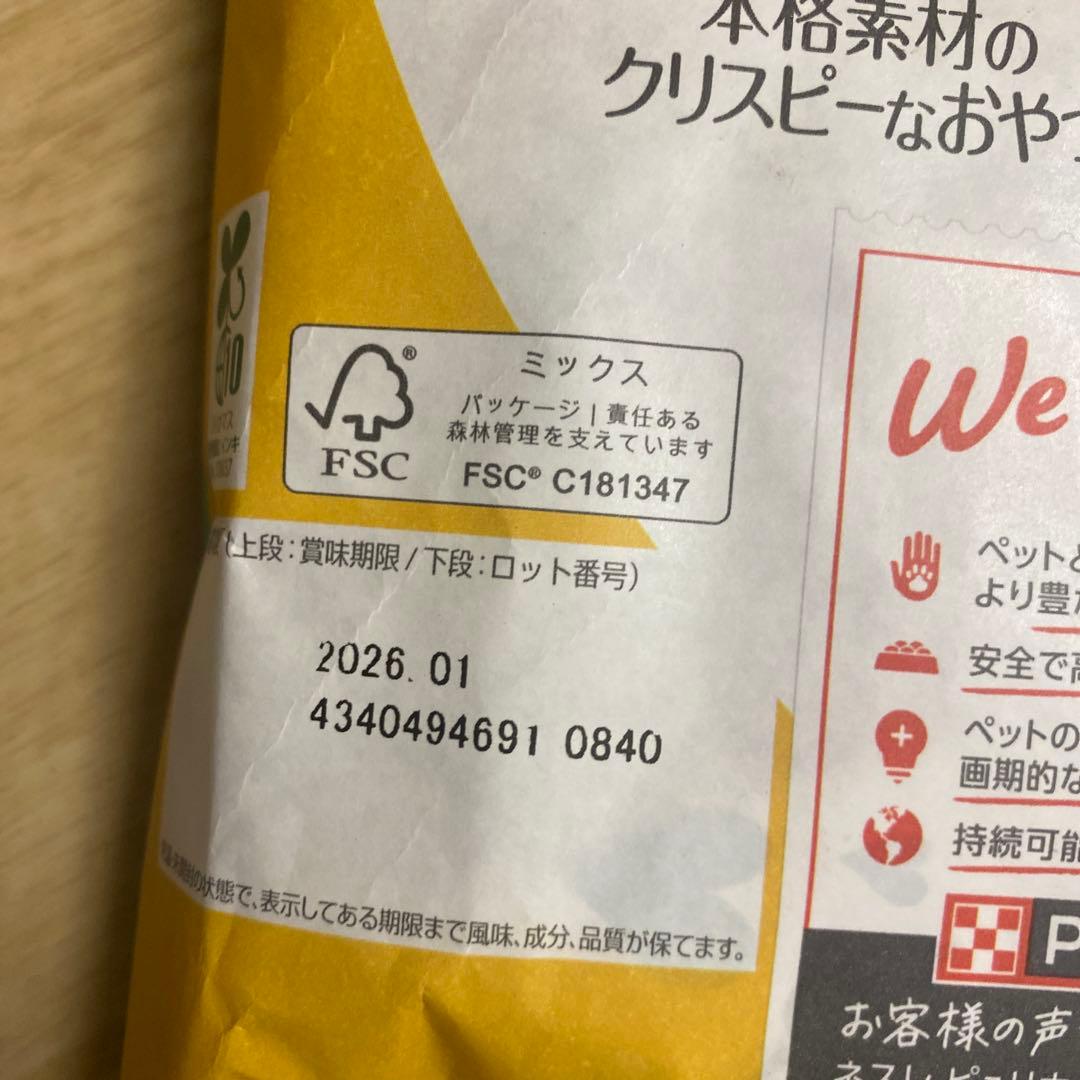 本格素材の
クリスピーなおや
ミックス
パッケージ | 責任ある
森林管理を支えています
FSC® C181347
®
FSC
上段：賞味期限 / 下段：ロット番号)
2026. 01
4340494691 0840
の状態で、表示してある期限まで風味、成分、品質が保てます。
We
ペット
より豊
安全で
ペットの
画期的な
持続可能
P
お客様の声